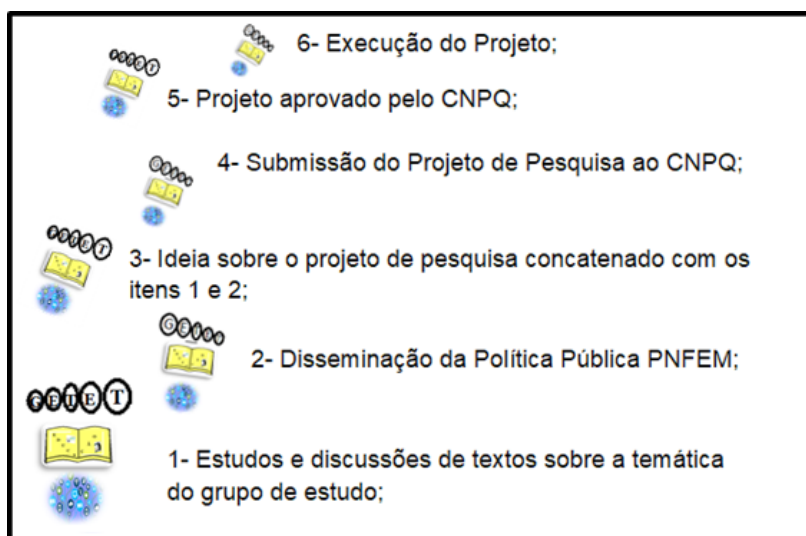 6- Execução do Projeto;
5- Projeto aprovado pelo CNPQ;
4- Submissão do Projeto de Pesquisa ao CNPQ;
3- Ideia sobre o projeto de pesquisa concatenado com os
itens 1 e 2;
2- Disseminação da Política Pública PNFEM;
GETET
1- Estudos e discussões de textos sobre a temática
do grupo de estudo;